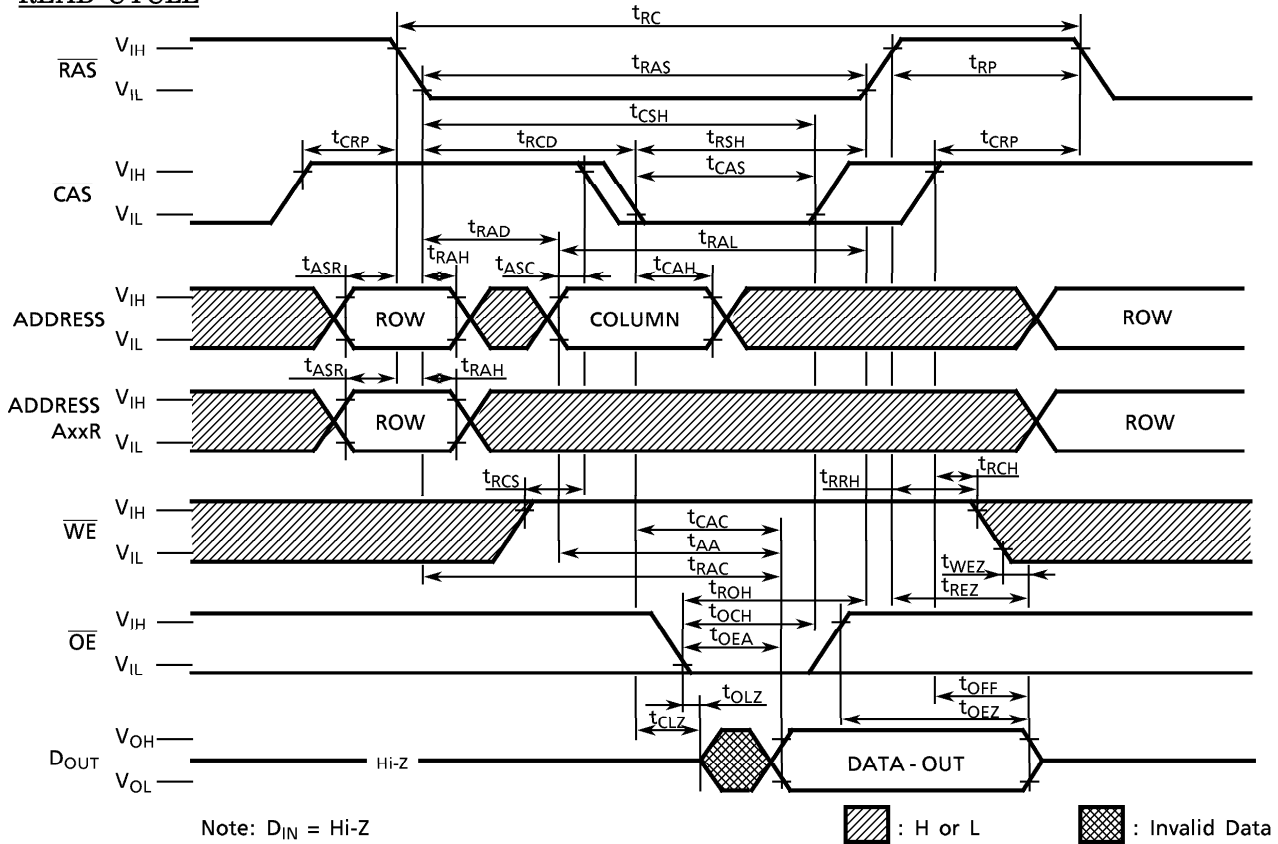 READ CYCLE
tRC
VIH
RAS
VIL
tRAS
tRP
tCSH
tCRP
tRCD
tRSH
tCRP
VIH
CAS
VIL
tCAS
tRAD
tRAL
tASR
tRAH
tASC
tCAH
VIH
ADDRESS
VIL
ROW
COLUMN
ROW
tASR
tRAH
ADDRESS
AxxR
VIH
VIL
ROW
ROW
tRCS
tRRH
tRCH
VIH
WE
VIL
tCAC
tAA
tRAC
tWEZ
tREZ
tROH
VIH
OE
VIL
tOCH
tOEA
tOLZ
tOFF
tCLZ
tOEZ
VOH
DOUT
VOL
Hi-Z
DATA - OUT
Note: DIN = Hi-Z
: H or L
: Invalid Data